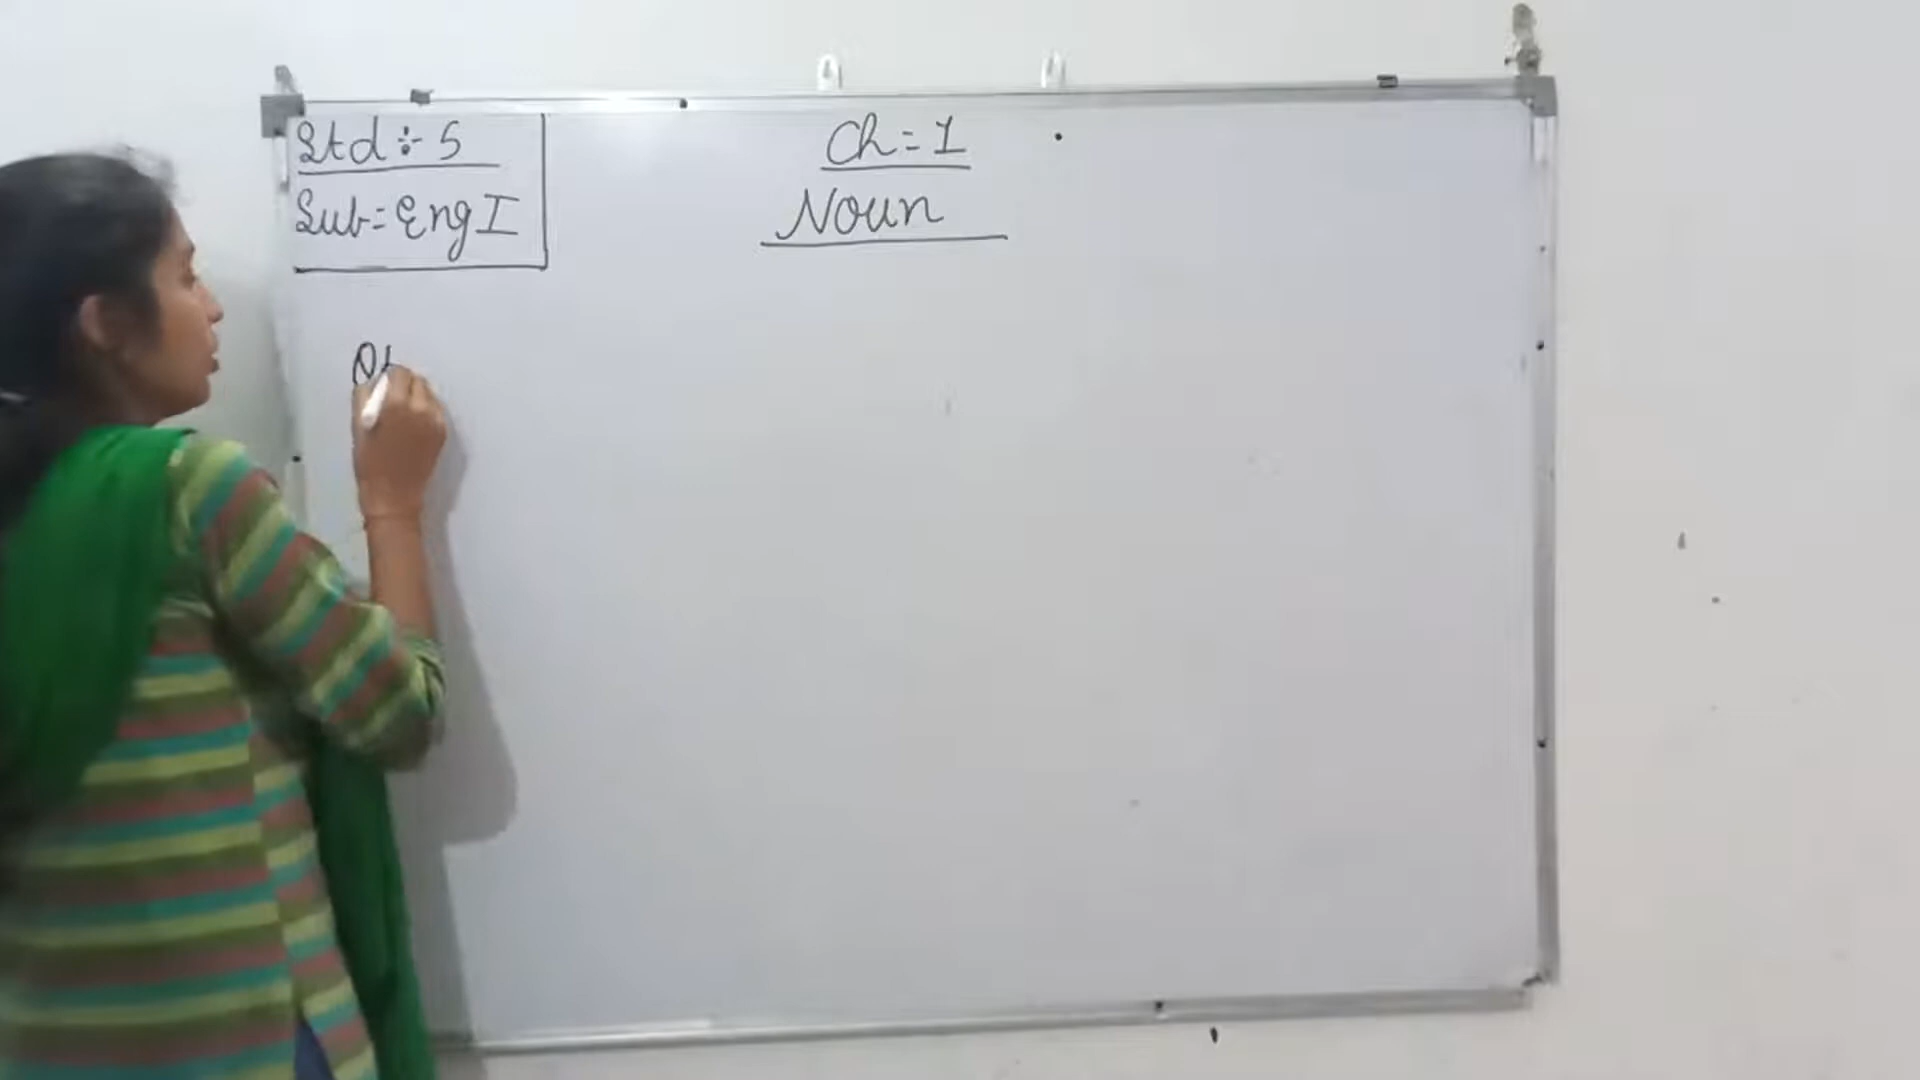 Std ÷ 5
Sub = Eng I
Ch = 1
Noun